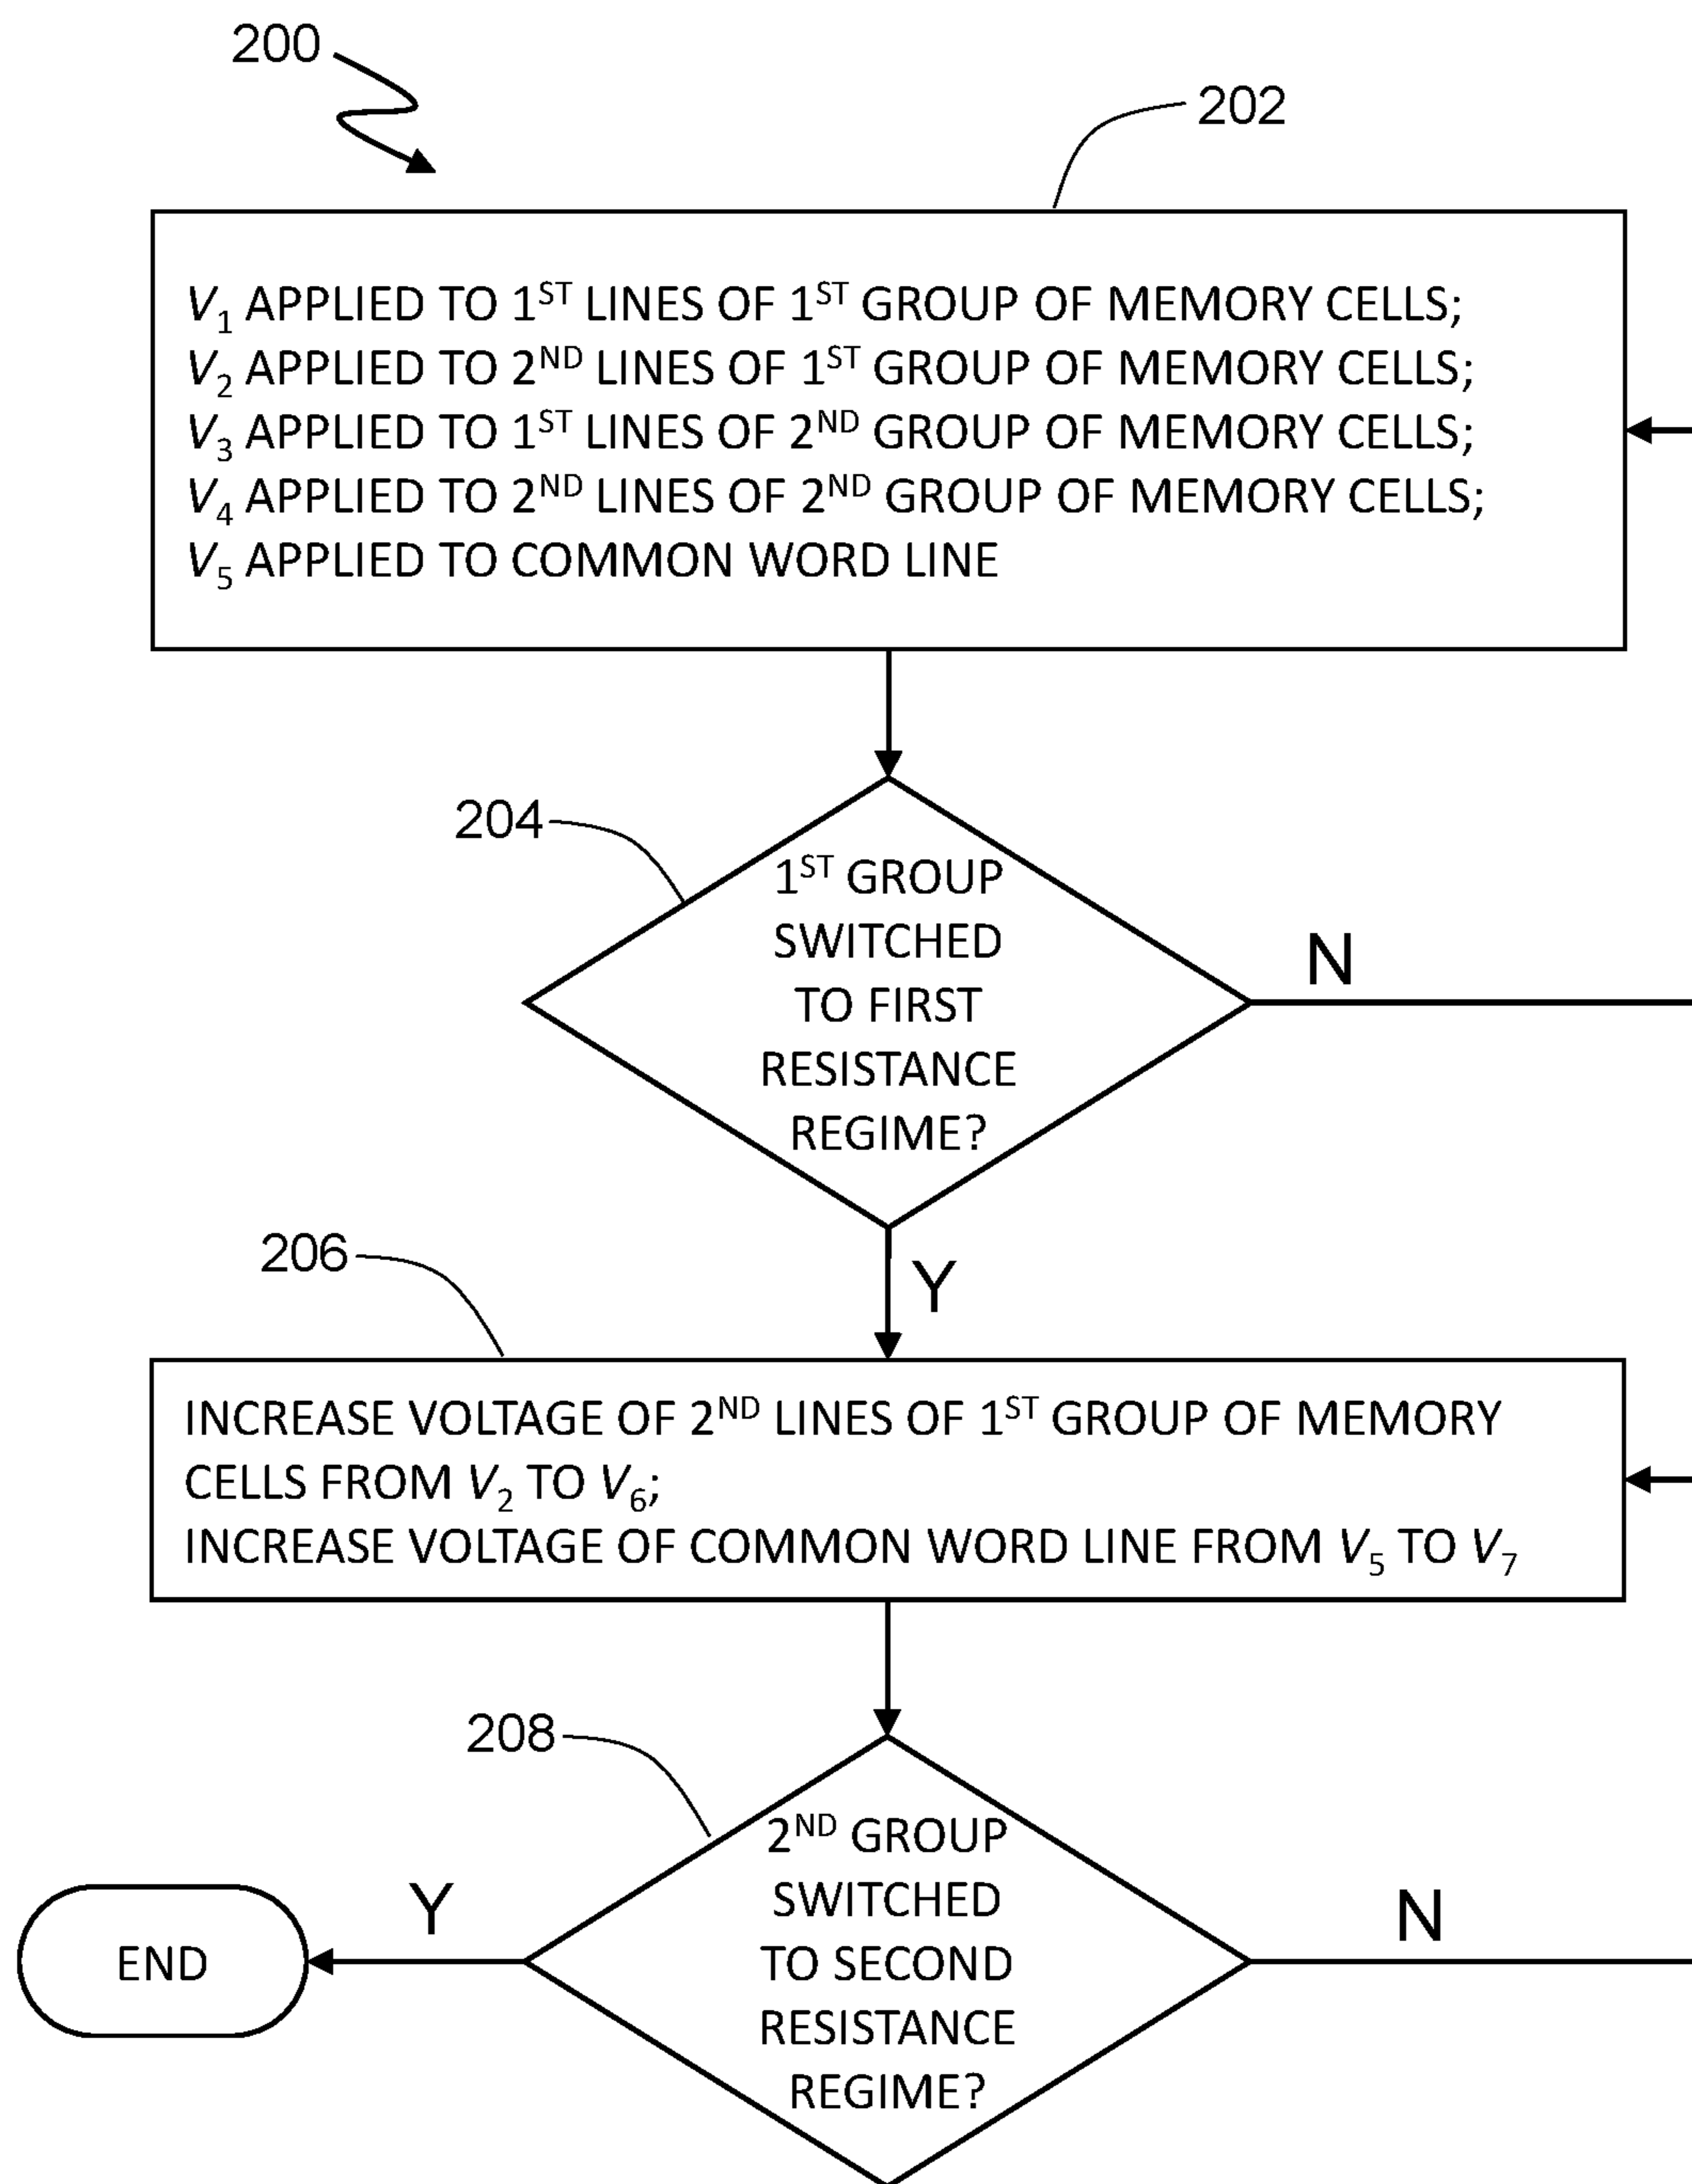 200
202
V₁ APPLIED TO 1ˢᵀ LINES OF 1ˢᵀ GROUP OF MEMORY CELLS;
V₂ APPLIED TO 2ᴺᴰ LINES OF 1ˢᵀ GROUP OF MEMORY CELLS;
V₃ APPLIED TO 1ˢᵀ LINES OF 2ᴺᴰ GROUP OF MEMORY CELLS;
V₄ APPLIED TO 2ᴺᴰ LINES OF 2ᴺᴰ GROUP OF MEMORY CELLS;
V₅ APPLIED TO COMMON WORD LINE
204
1ˢᵀ GROUP
SWITCHED
TO FIRST
RESISTANCE
REGIME?
N
Y
206
INCREASE VOLTAGE OF 2ᴺᴰ LINES OF 1ˢᵀ GROUP OF MEMORY
CELLS FROM V₂ TO V₆;
INCREASE VOLTAGE OF COMMON WORD LINE FROM V₅ TO V₇
208
2ᴺᴰ GROUP
SWITCHED
TO SECOND
RESISTANCE
REGIME?
Y
N
END